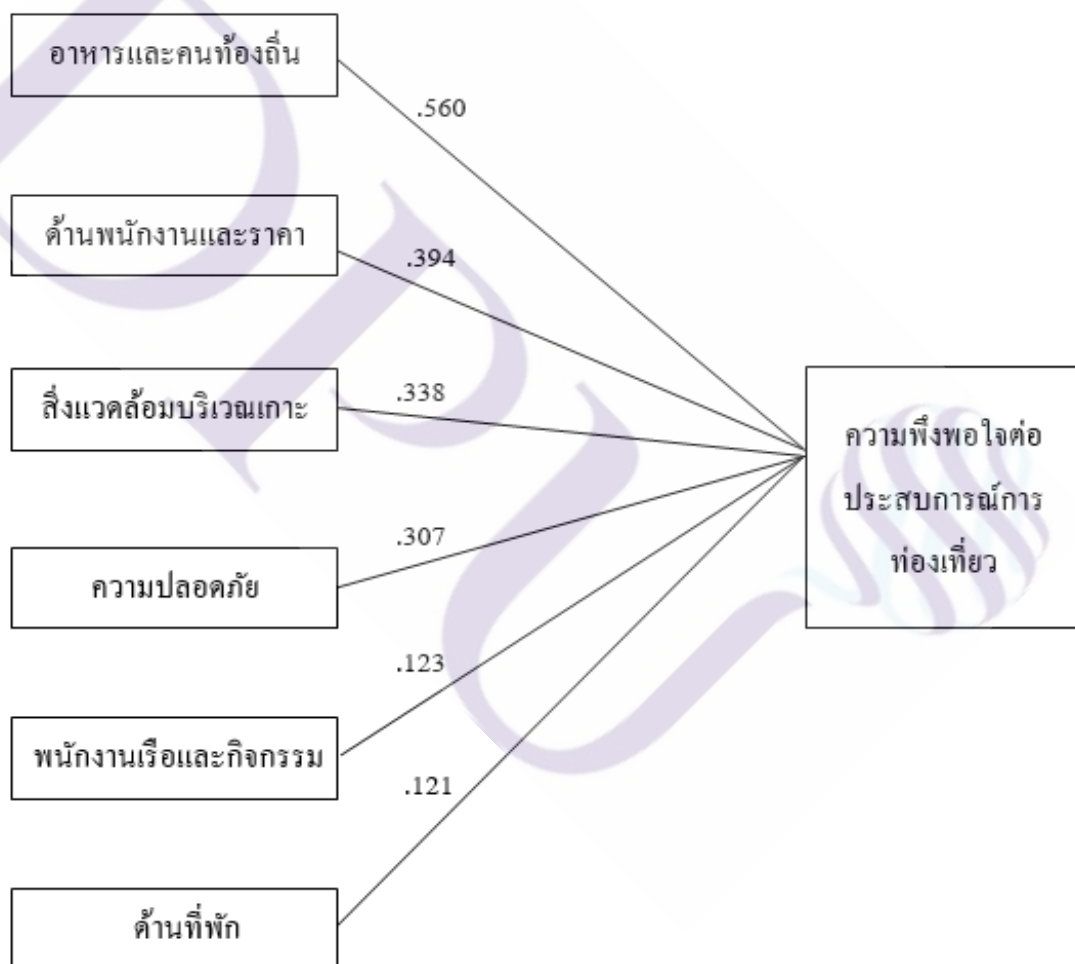 อาหารและคนท้องถิ่น
.560
ด้านพนักงานและราคา
.394
สิ่งแวดล้อมบริเวณเกาะ
.338
ความพึงพอใจต่อ
ประสบการณ์การ
ท่องเที่ยว
.307
ความปลอดภัย
.123
พนักงานเรือและกิจกรรม
.121
ด้านที่พัก
DPU